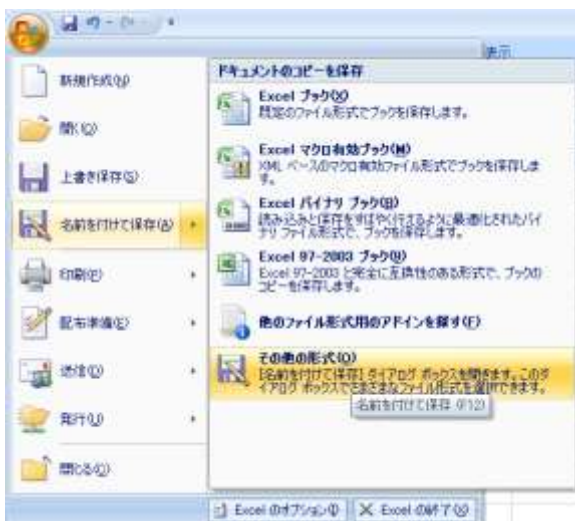 表示
新規作成(N)
開く(O)
上書き保存(S)
名前を付けて保存(A)
印刷(P)
配布準備(E)
送信(D)
発行(U)
閉じる(C)
ドキュメントのコピーを保存
Excel ブック(X)
既定のファイル形式でブックを保存します。
Excel マクロ有効ブック(M)
XML ベースのマクロ有効ファイル形式でブックを保存しま
す。
Excel バイナリ ブック(B)
読み込みと保存をすばやく行えるように最適化されたバイ
ナリ ファイル形式で、ブックを保存します。
Excel 97-2003 ブック(9)
Excel 97-2003 と完全に互換性のある形式で、ブックの
コピーを保存します。
他のファイル形式用のアドインを探す(F)
その他の形式(O)
[名前を付けて保存] ダイアログ ボックスを開きます。このダ
イアログ ボックスでさまざまなファイル形式を選択できます。
名前を付けて保存 (F12)
Excel のオプション(I)
Excel の終了(X)